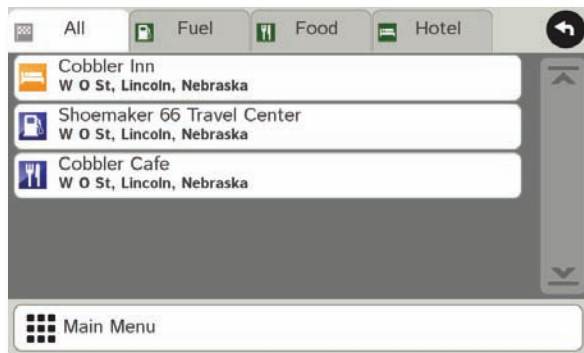 All Fuel Food Hotel
Cobbler Inn
W O St, Lincoln, Nebraska
Shoemaker 66 Travel Center
W O St, Lincoln, Nebraska
Cobbler Cafe
W O St, Lincoln, Nebraska
Main Menu